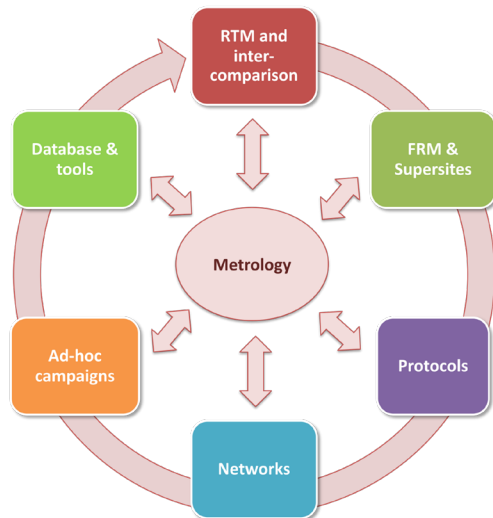 RTM and
inter-
comparison
Database &
tools
FRM &
Supersites
Metrology
Ad-hoc
campaigns
Protocols
Networks